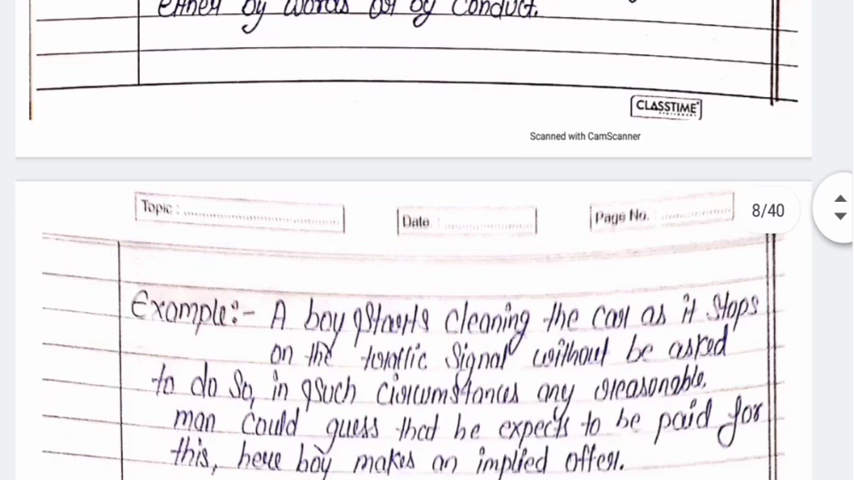 either by words or by Conduct.
CLASSTIME
Scanned with CamScanner
Topic :
Date
Page No.
8/40
Example:- A boy starts cleaning the car as it stops
on the traffic Signal without be asked
to do so, in such circumstances any reasonable
man could guess that he expects to be paid for
this, here boy makes an implied offer.